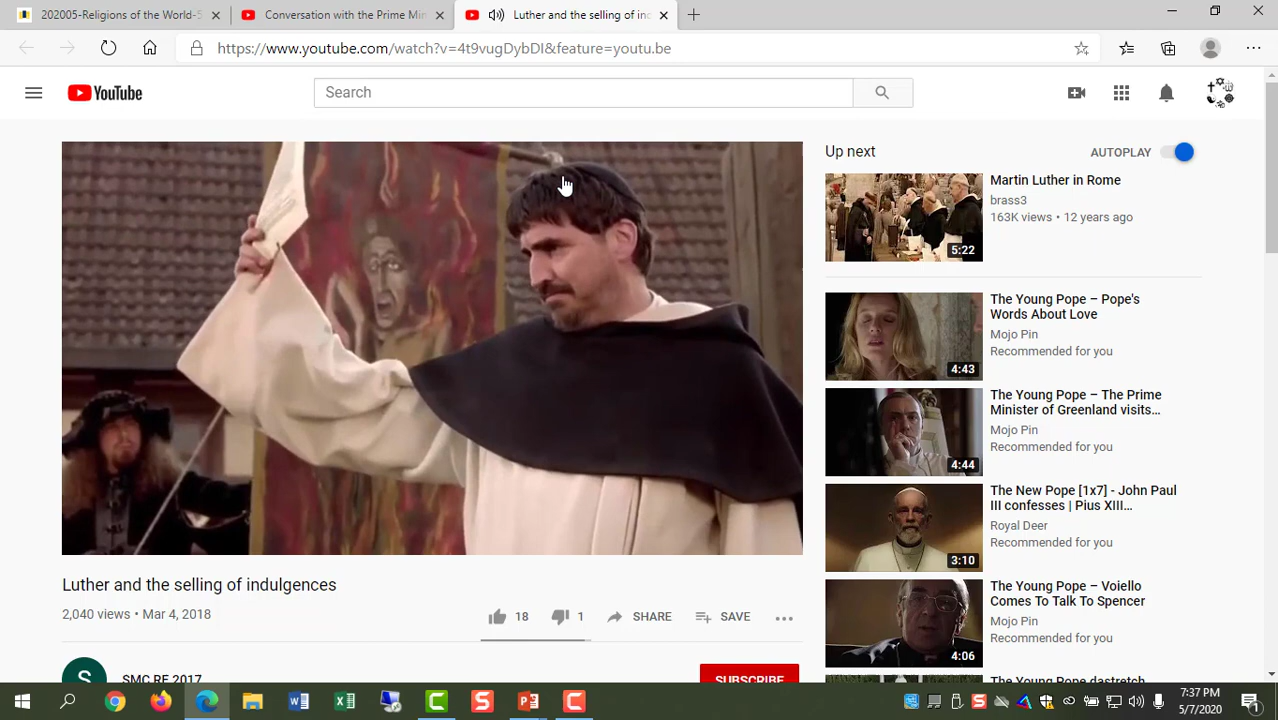 202005-Religions of the World-S
Conversation with the Prime Min
Luther and the selling of ind
https://www.youtube.com/watch?v=4t9vugDybDI&feature=youtu.be
YouTube
Search
Up next
AUTOPLAY
Martin Luther in Rome
brass3
163K views • 12 years ago
5:22
The Young Pope – Pope's
Words About Love
Mojo Pin
Recommended for you
4:43
The Young Pope – The Prime
Minister of Greenland visits...
Mojo Pin
Recommended for you
4:44
The New Pope [1x7] - John Paul
III confesses | Pius XIII...
Royal Deer
Recommended for you
3:10
The Young Pope – Voiello
Comes To Talk To Spencer
Mojo Pin
Recommended for you
4:06
The Young Pope dastretch
Luther and the selling of indulgences
2,040 views • Mar 4, 2018
18
1
SHARE
SAVE
S
SMC RE 2017
SUBSCRIBE
7:37 PM
5/7/2020